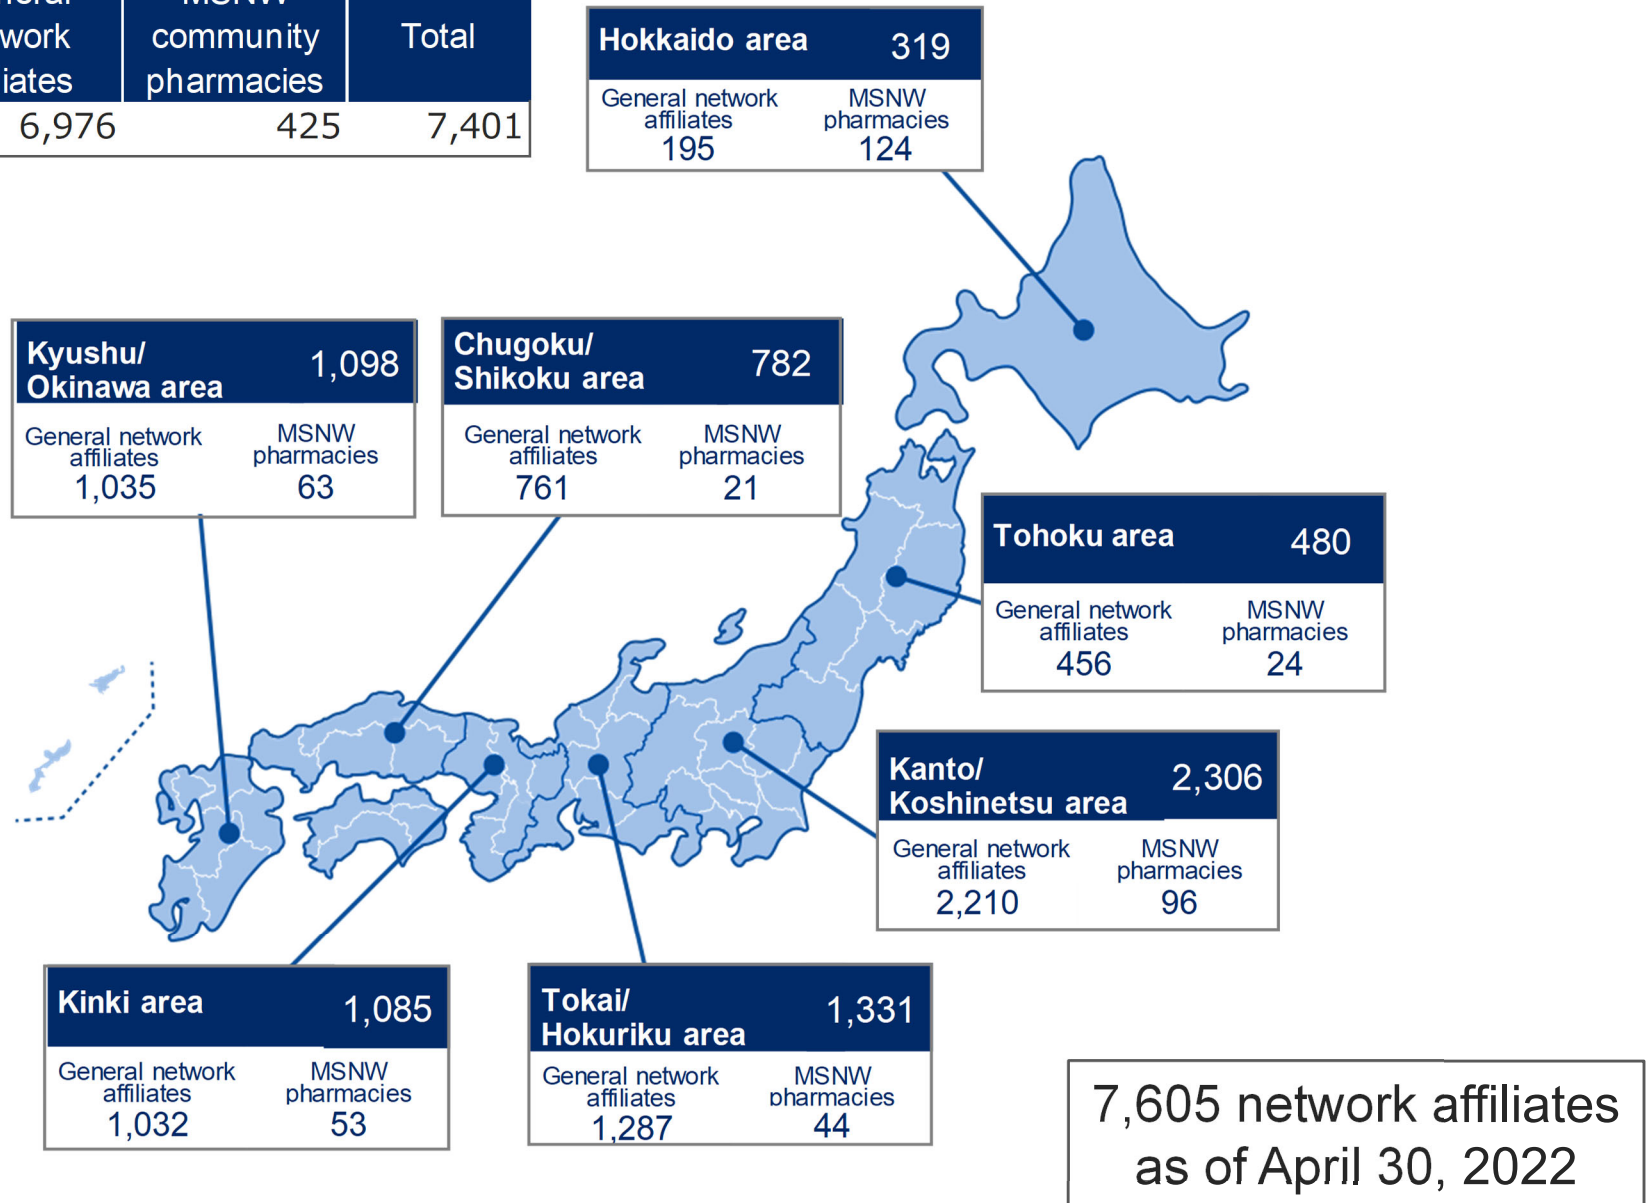 work
community
Total
pharmacies
6,976
425
7,401
Hokkaido area
319
General network
affiliates
195
MSNW
pharmacies
124
Kyushu/
Okinawa area
1,098
General network
affiliates
1,035
MSNW
pharmacies
63
Chugoku/
Shikoku area
782
General network
affiliates
761
MSNW
pharmacies
21
Tohoku area
480
General network
affiliates
456
MSNW
pharmacies
24
Kanto/
Koshinetsu area
2,306
General network
affiliates
2,210
MSNW
pharmacies
96
Kinki area
1,085
General network
affiliates
1,032
MSNW
pharmacies
53
Tokai/
Hokuriku area
1,331
General network
affiliates
1,287
MSNW
pharmacies
44
7,605 network affiliates
as of April 30, 2022